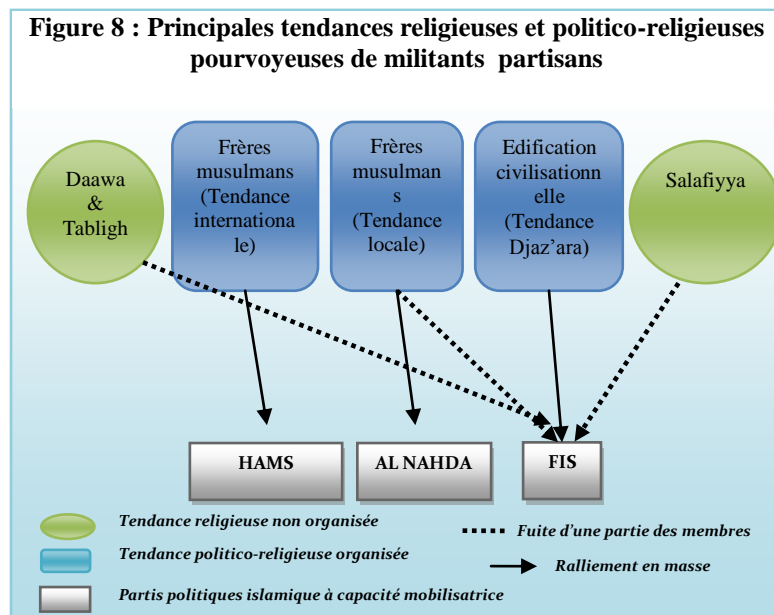 Figure 8 : Principales tendances religieuses et politico-religieuses
pourvoyeuses de militants partisans
Daawa
&
Tabligh
Frères
musulmans
(Tendance
internationa
le)
Frères
musulman
s
(Tendance
locale)
Edification
civilisationn
elle
(Tendance
Djaz’ara)
Salafiyya
HAMS
AL NAHDA
FIS
Tendance religieuse non organisée
Tendance politico-religieuse organisée
Partis politiques islamique à capacité mobilisatrice
Fuite d’une partie des membres
Ralliement en masse